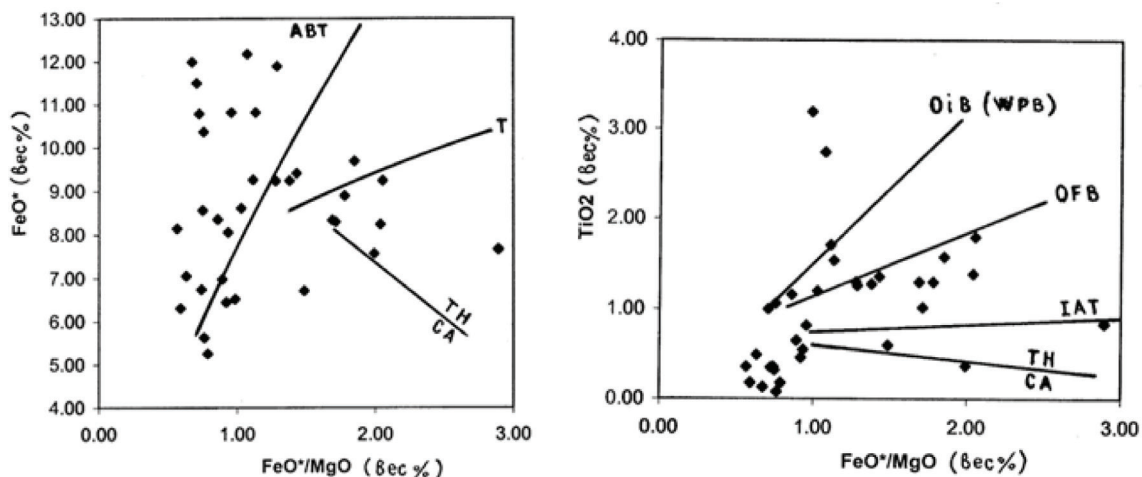 13.00
12.00
11.00
10.00
9.00
8.00
7.00
6.00
5.00
4.00
FeO* (вес%)
0.00 1.00 2.00 3.00
FeO*/MgO (вес%)
ABT
T
TH
CA
4.00
3.00
2.00
1.00
0.00
TiO2 (вес%)
0.00 1.00 2.00 3.00
FeO*/MgO (вес%)
OiB (WPB)
OFB
IAT
TH
CA